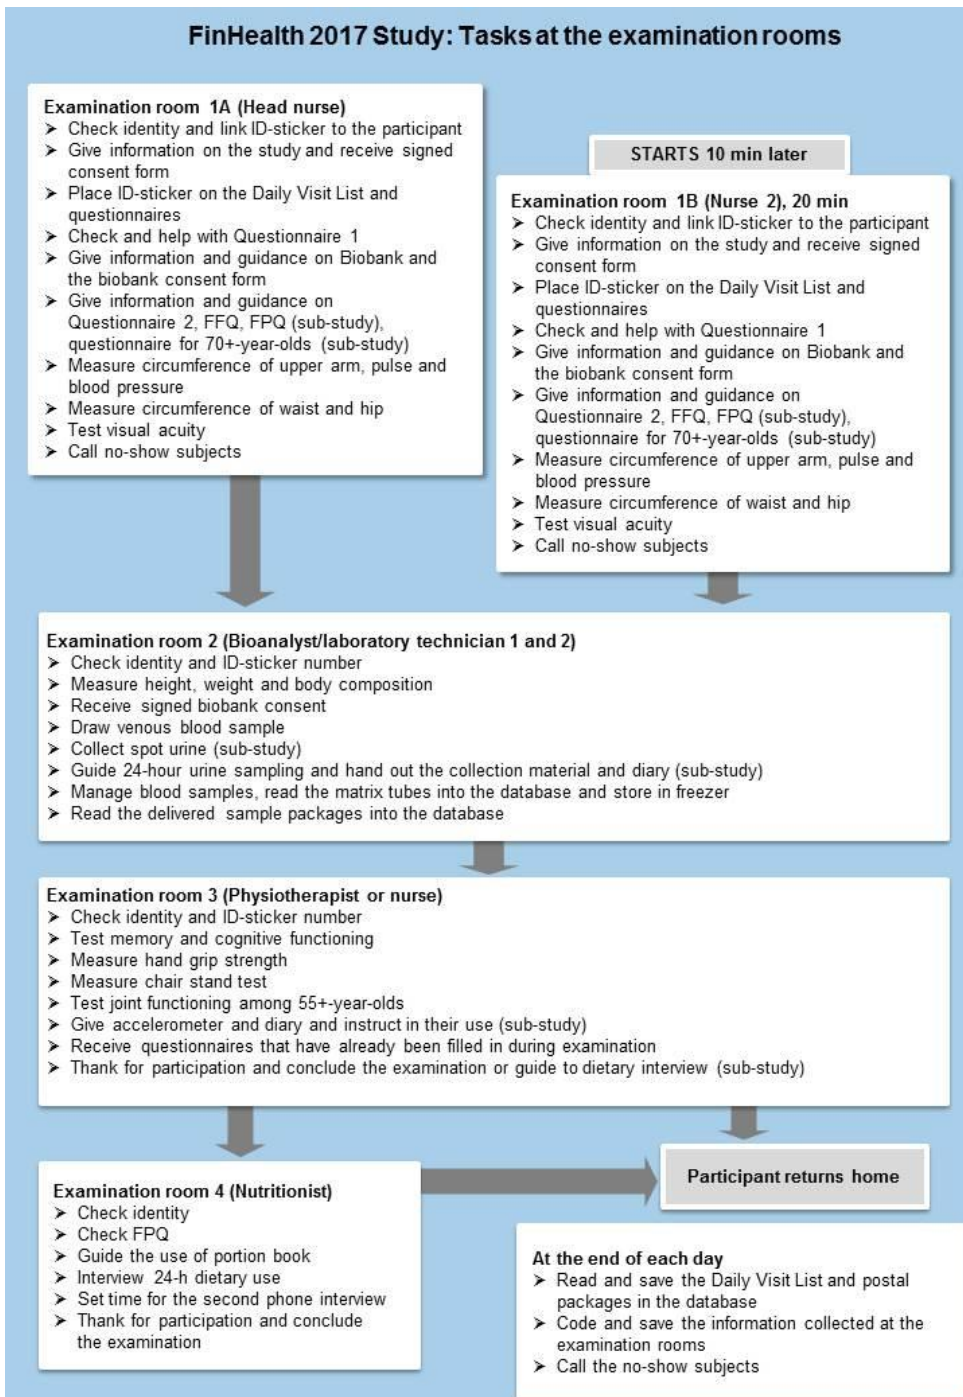 FinHealth 2017 Study: Tasks at the examination rooms
Examination room 1A (Head nurse)
➤ Check identity and link ID-sticker to the participant
➤ Give information on the study and receive signed
consent form
➤ Place ID-sticker on the Daily Visit List and
questionnaires
➤ Check and help with Questionnaire 1
➤ Give information and guidance on Biobank and
the biobank consent form
➤ Give information and guidance on
Questionnaire 2, FFQ, FPQ (sub-study),
questionnaire for 70+-year-olds (sub-study)
➤ Measure circumference of upper arm, pulse and
blood pressure
➤ Measure circumference of waist and hip
➤ Test visual acuity
➤ Call no-show subjects
STARTS 10 min later
Examination room 1B (Nurse 2), 20 min
➤ Check identity and link ID-sticker to the participant
➤ Give information on the study and receive signed
consent form
➤ Place ID-sticker on the Daily Visit List and
questionnaires
➤ Check and help with Questionnaire 1
➤ Give information and guidance on Biobank and
the biobank consent form
➤ Give information and guidance on
Questionnaire 2, FFQ, FPQ (sub-study),
questionnaire for 70+-year-olds (sub-study)
➤ Measure circumference of upper arm, pulse and
blood pressure
➤ Measure circumference of waist and hip
➤ Test visual acuity
➤ Call no-show subjects
Examination room 2 (Bioanalyst/laboratory technician 1 and 2)
➤ Check identity and ID-sticker number
➤ Measure height, weight and body composition
➤ Receive signed biobank consent
➤ Draw venous blood sample
➤ Collect spot urine (sub-study)
➤ Guide 24-hour urine sampling and hand out the collection material and diary (sub-study)
➤ Manage blood samples, read the matrix tubes into the database and store in freezer
➤ Read the delivered sample packages into the database
Examination room 3 (Physiotherapist or nurse)
➤ Check identity and ID-sticker number
➤ Test memory and cognitive functioning
➤ Measure hand grip strength
➤ Measure chair stand test
➤ Test joint functioning among 55+-year-olds
➤ Give accelerometer and diary and instruct in their use (sub-study)
➤ Receive questionnaires that have already been filled in during examination
➤ Thank for participation and conclude the examination or guide to dietary interview (sub-study)
Examination room 4 (Nutritionist)
➤ Check identity
➤ Check FPQ
➤ Guide the use of portion book
➤ Interview 24-h dietary use
➤ Set time for the second phone interview
➤ Thank for participation and conclude
the examination
Participant returns home
At the end of each day
➤ Read and save the Daily Visit List and postal
packages in the database
➤ Code and save the information collected at the
examination rooms
➤ Call the no-show subjects